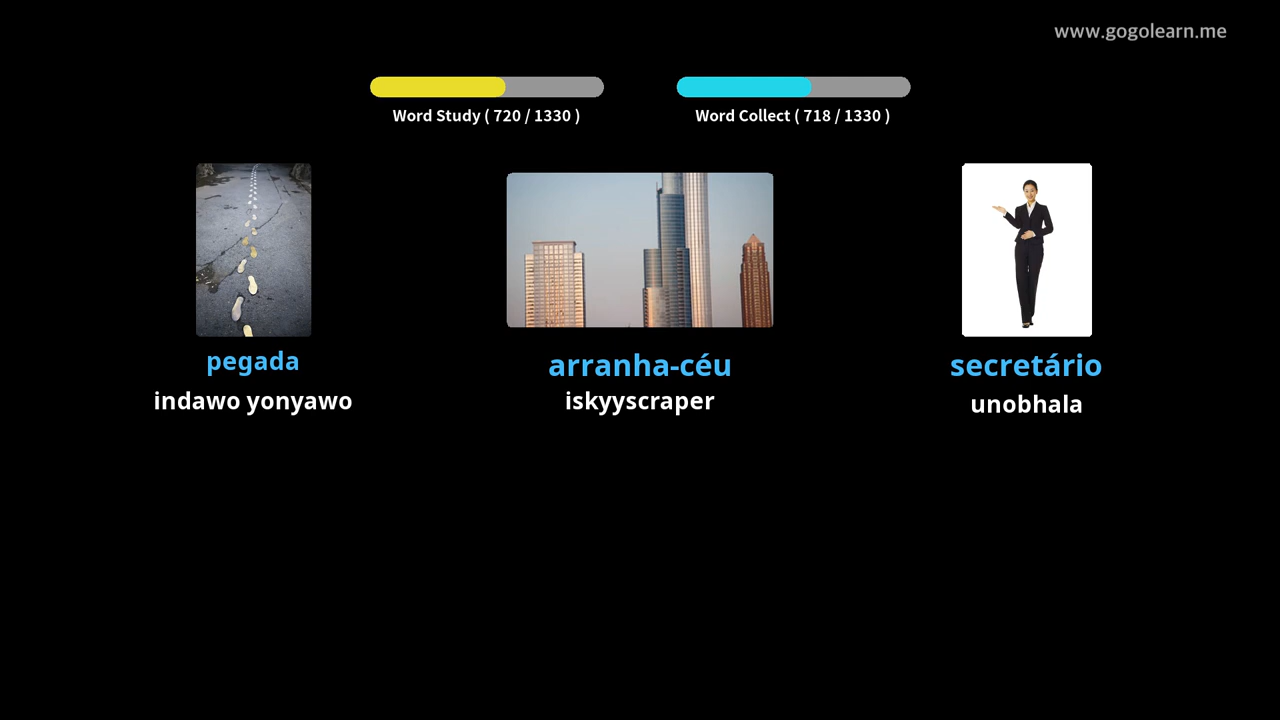 www.gogolearn.me
Word Study ( 720 / 1330 )
Word Collect ( 718 / 1330 )
pegada
indawo yonyawo
arranha-céu
iskyyscraper
secretário
unobhala